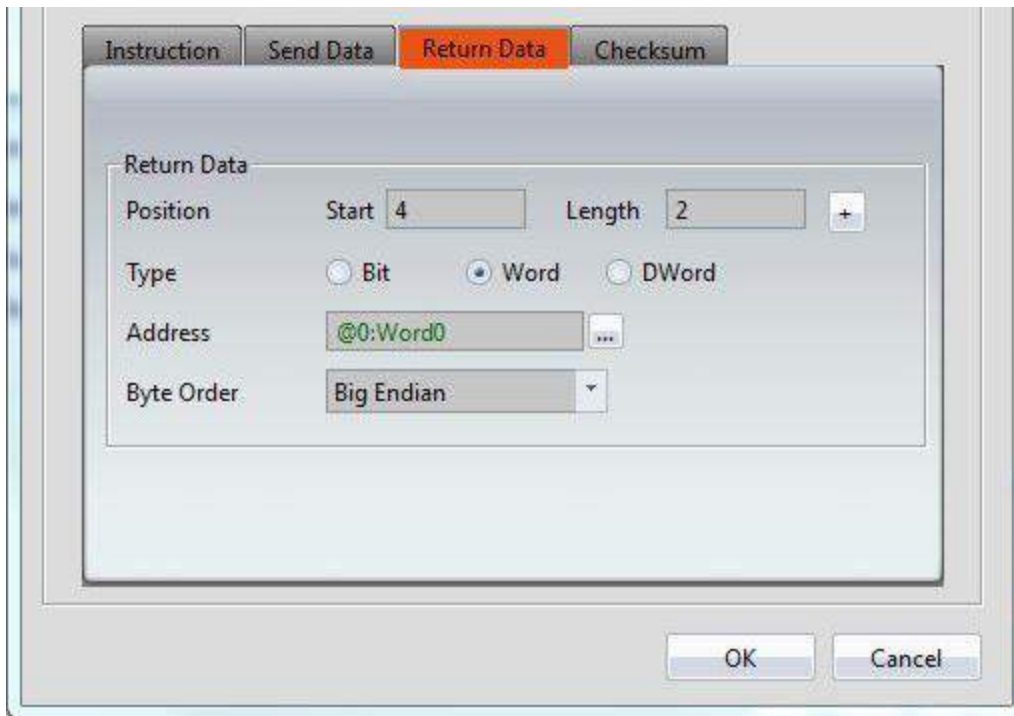 Instruction Send Data Return Data Checksum
Return Data
Position Start 4 Length 2 +
Type Bit Word DWord
Address @0:Word0 ...
Byte Order Big Endian
OK Cancel